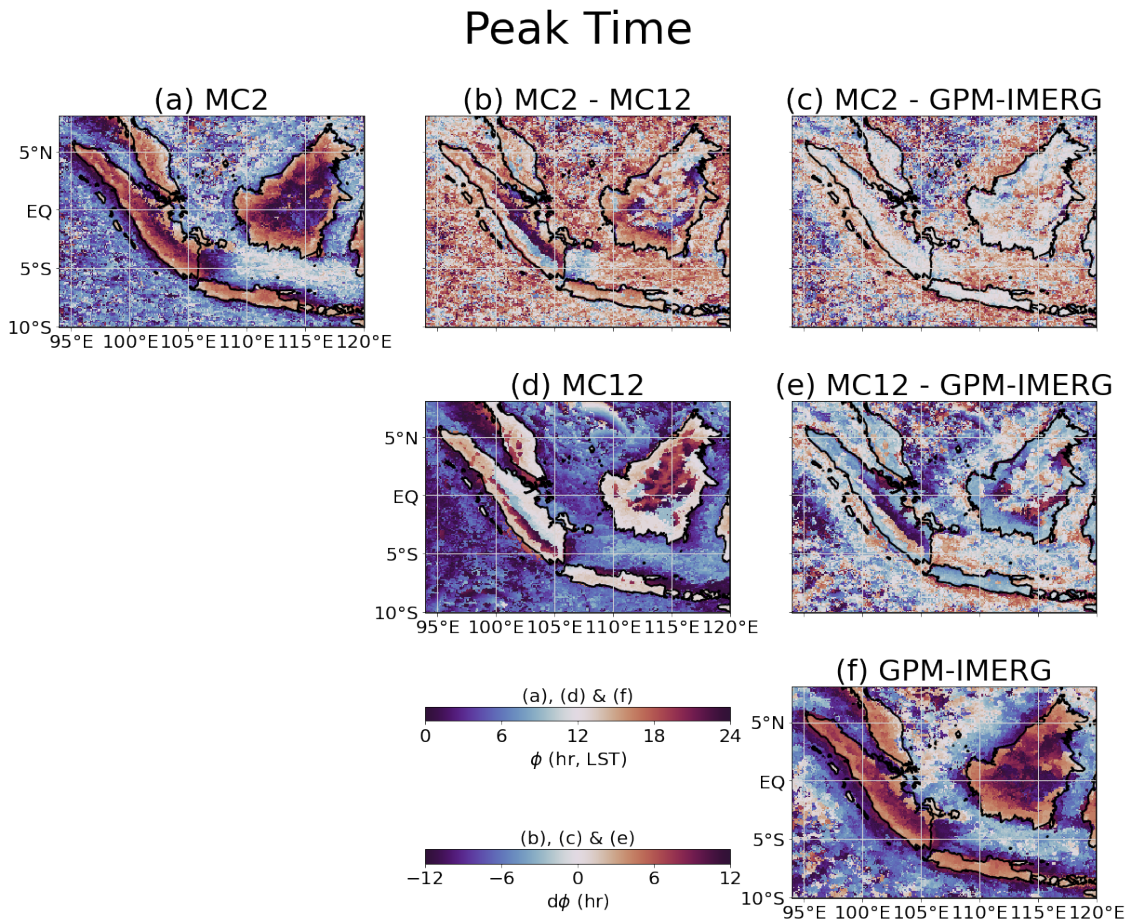 Peak Time
(a) MC2
(b) MC2 - MC12
(c) MC2 - GPM-IMERG
5°N
EQ
5°S
10°S
95°E 100°E 105°E 110°E 115°E 120°E
(d) MC12
(e) MC12 - GPM-IMERG
5°N
EQ
5°S
10°S
95°E 100°E 105°E 110°E 115°E 120°E
(f) GPM-IMERG
(a), (d) & (f)
0 6 12 18 24
ϕ (hr, LST)
(b), (c) & (e)
−12 −6 0 6 12
dϕ (hr)
5°N
EQ
5°S
10°S
95°E 100°E 105°E 110°E 115°E 120°E